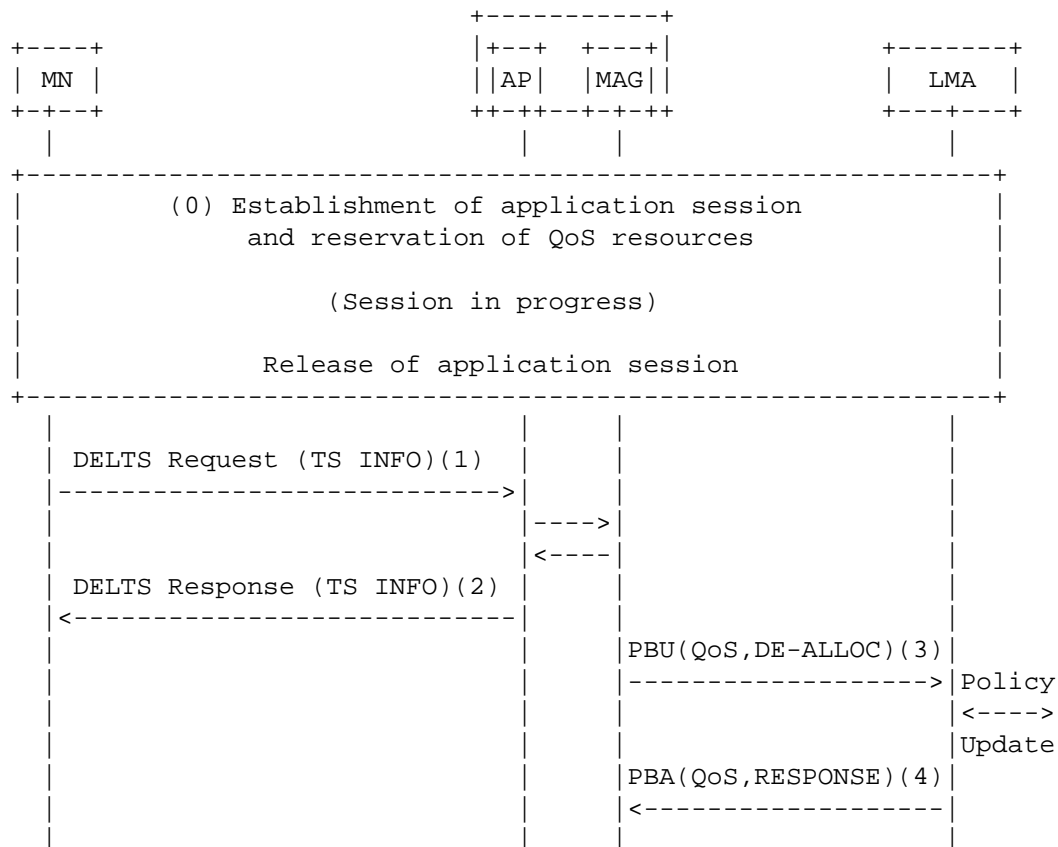 MN
AP
MAG
LMA
(0) Establishment of application session
and reservation of QoS resources
(Session in progress)
Release of application session
DELTS Request (TS INFO)(1)
DELTS Response (TS INFO)(2)
PBU(QoS,DE-ALLOC)(3)
Policy
Update
PBA(QoS,RESPONSE)(4)